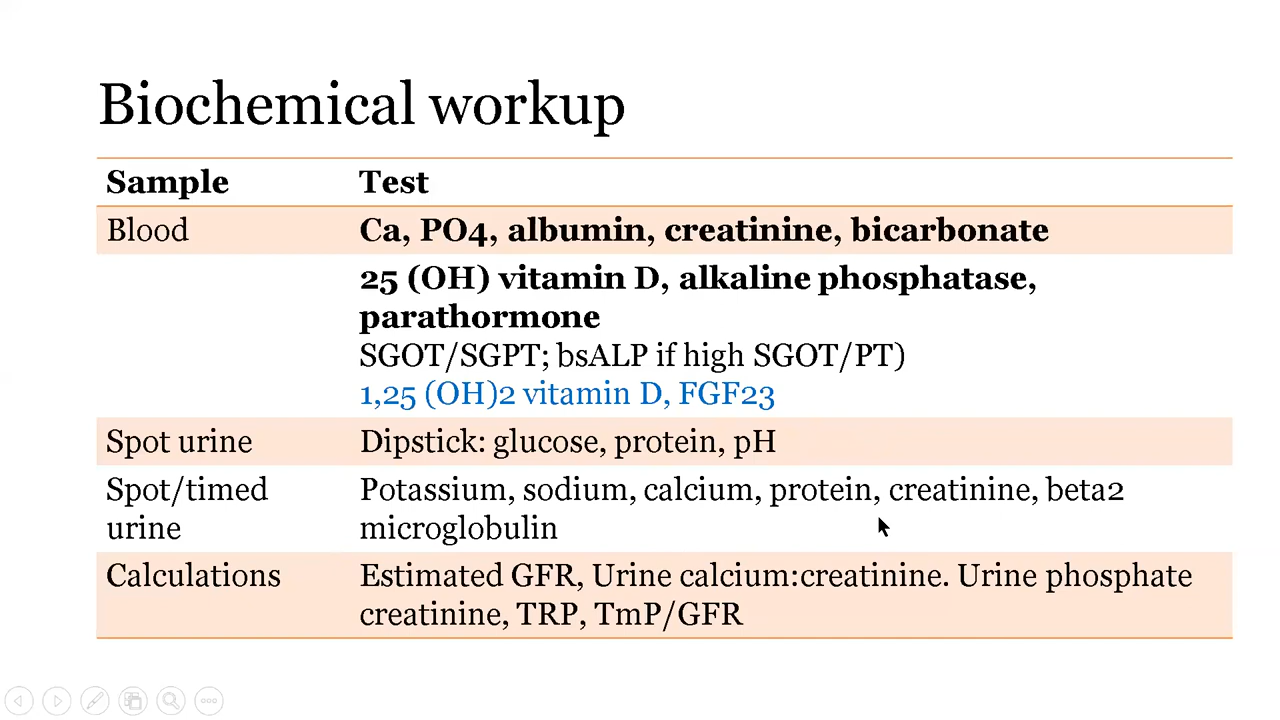 Biochemical workup
Sample Test
Blood Ca, PO4, albumin, creatinine, bicarbonate
25 (OH) vitamin D, alkaline phosphatase,
parathormone
SGOT/SGPT; bsALP if high SGOT/PT)
1,25 (OH)2 vitamin D, FGF23
Spot urine Dipstick: glucose, protein, pH
Spot/timed Potassium, sodium, calcium, protein, creatinine, beta2
urine microglobulin
Calculations Estimated GFR, Urine calcium:creatinine. Urine phosphate
creatinine, TRP, TmP/GFR